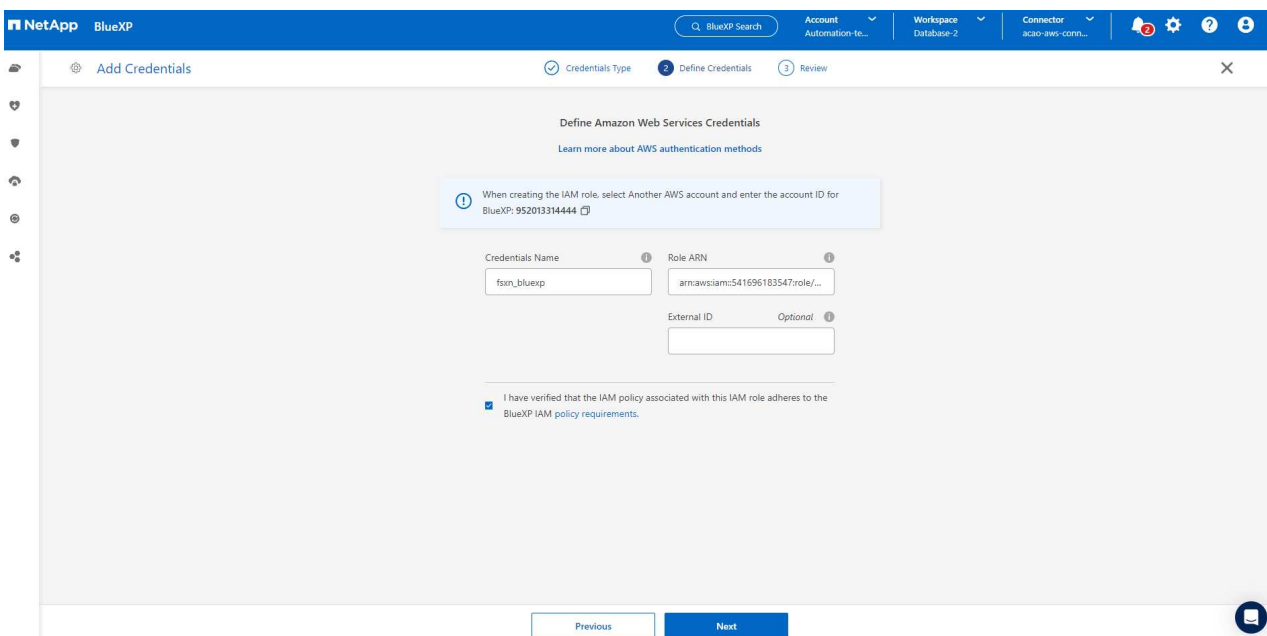 NetApp BlueXP
BlueXP Search
Account
Automation-te...
Workspace
Database-2
Connector
acao-aws-conn...
2
Add Credentials
Credentials Type
2 Define Credentials
3 Review
Define Amazon Web Services Credentials
Learn more about AWS authentication methods
When creating the IAM role, select Another AWS account and enter the account ID for
BlueXP: 952013314444
Credentials Name
Role ARN
fsxn_bluexp
arn:aws:iam::541696183547:role/...
External ID
Optional
I have verified that the IAM policy associated with this IAM role adheres to the
BlueXP IAM policy requirements.
Previous
Next